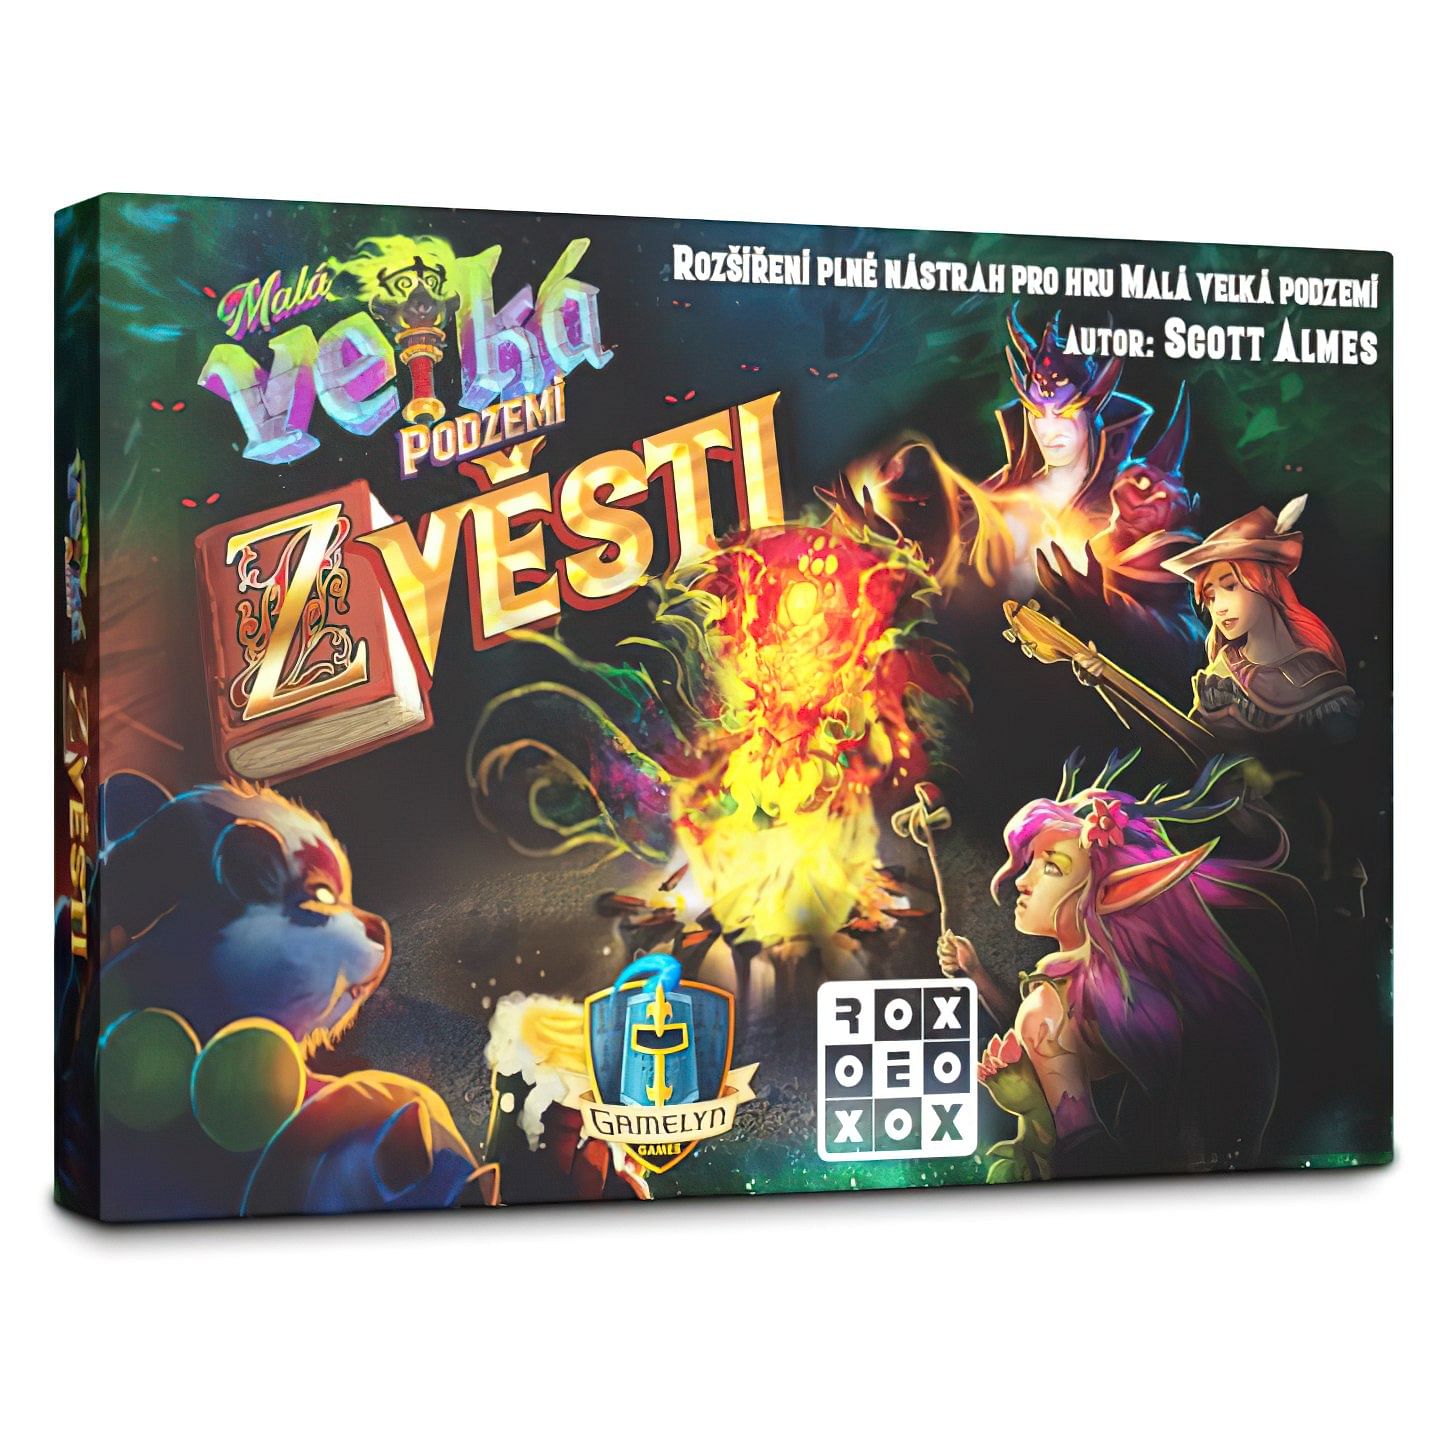 Malá
velká
PODZEMÍ
ZVĚSTI
ROZŠÍŘENÍ PLNÉ NÁSTRAH PRO HRU MALÁ VELKÁ PODZEMÍ
AUTOR: SCOTT ALMES
GAMELYN
GAMES
ROX
OEO
XOX
Malá
velká
ZVĚSTI